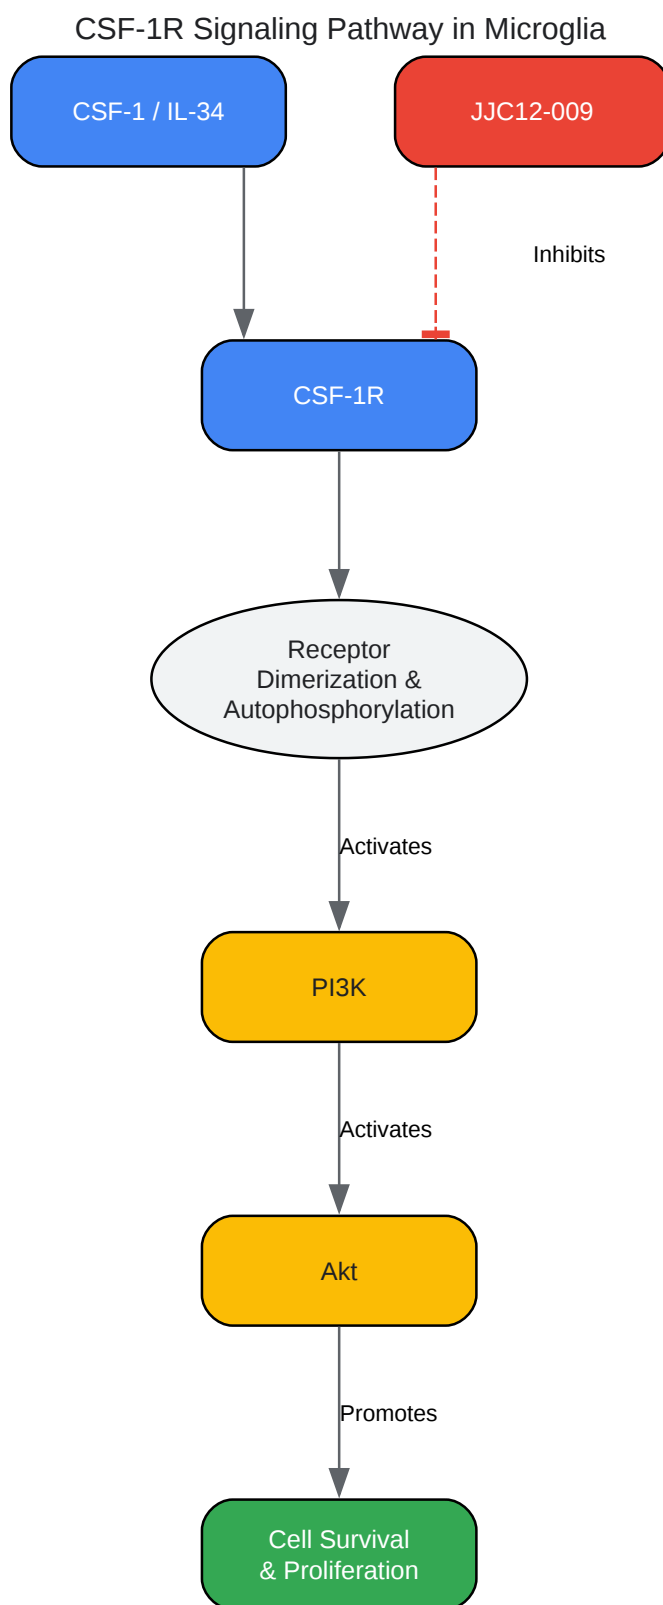 CSF-1R Signaling Pathway in Microglia
CSF-1 / IL-34
JJC12-009
Inhibits
CSF-1R
Receptor
Dimerization &
Autophosphorylation
Activates
PI3K
Activates
Akt
Promotes
Cell Survival
& Proliferation